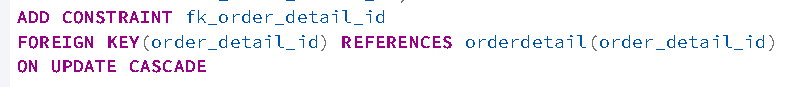 ADD CONSTRAINT fk_order_detail_id
FOREIGN KEY(order_detail_id) REFERENCES orderdetail(order_detail_id)
ON UPDATE CASCADE